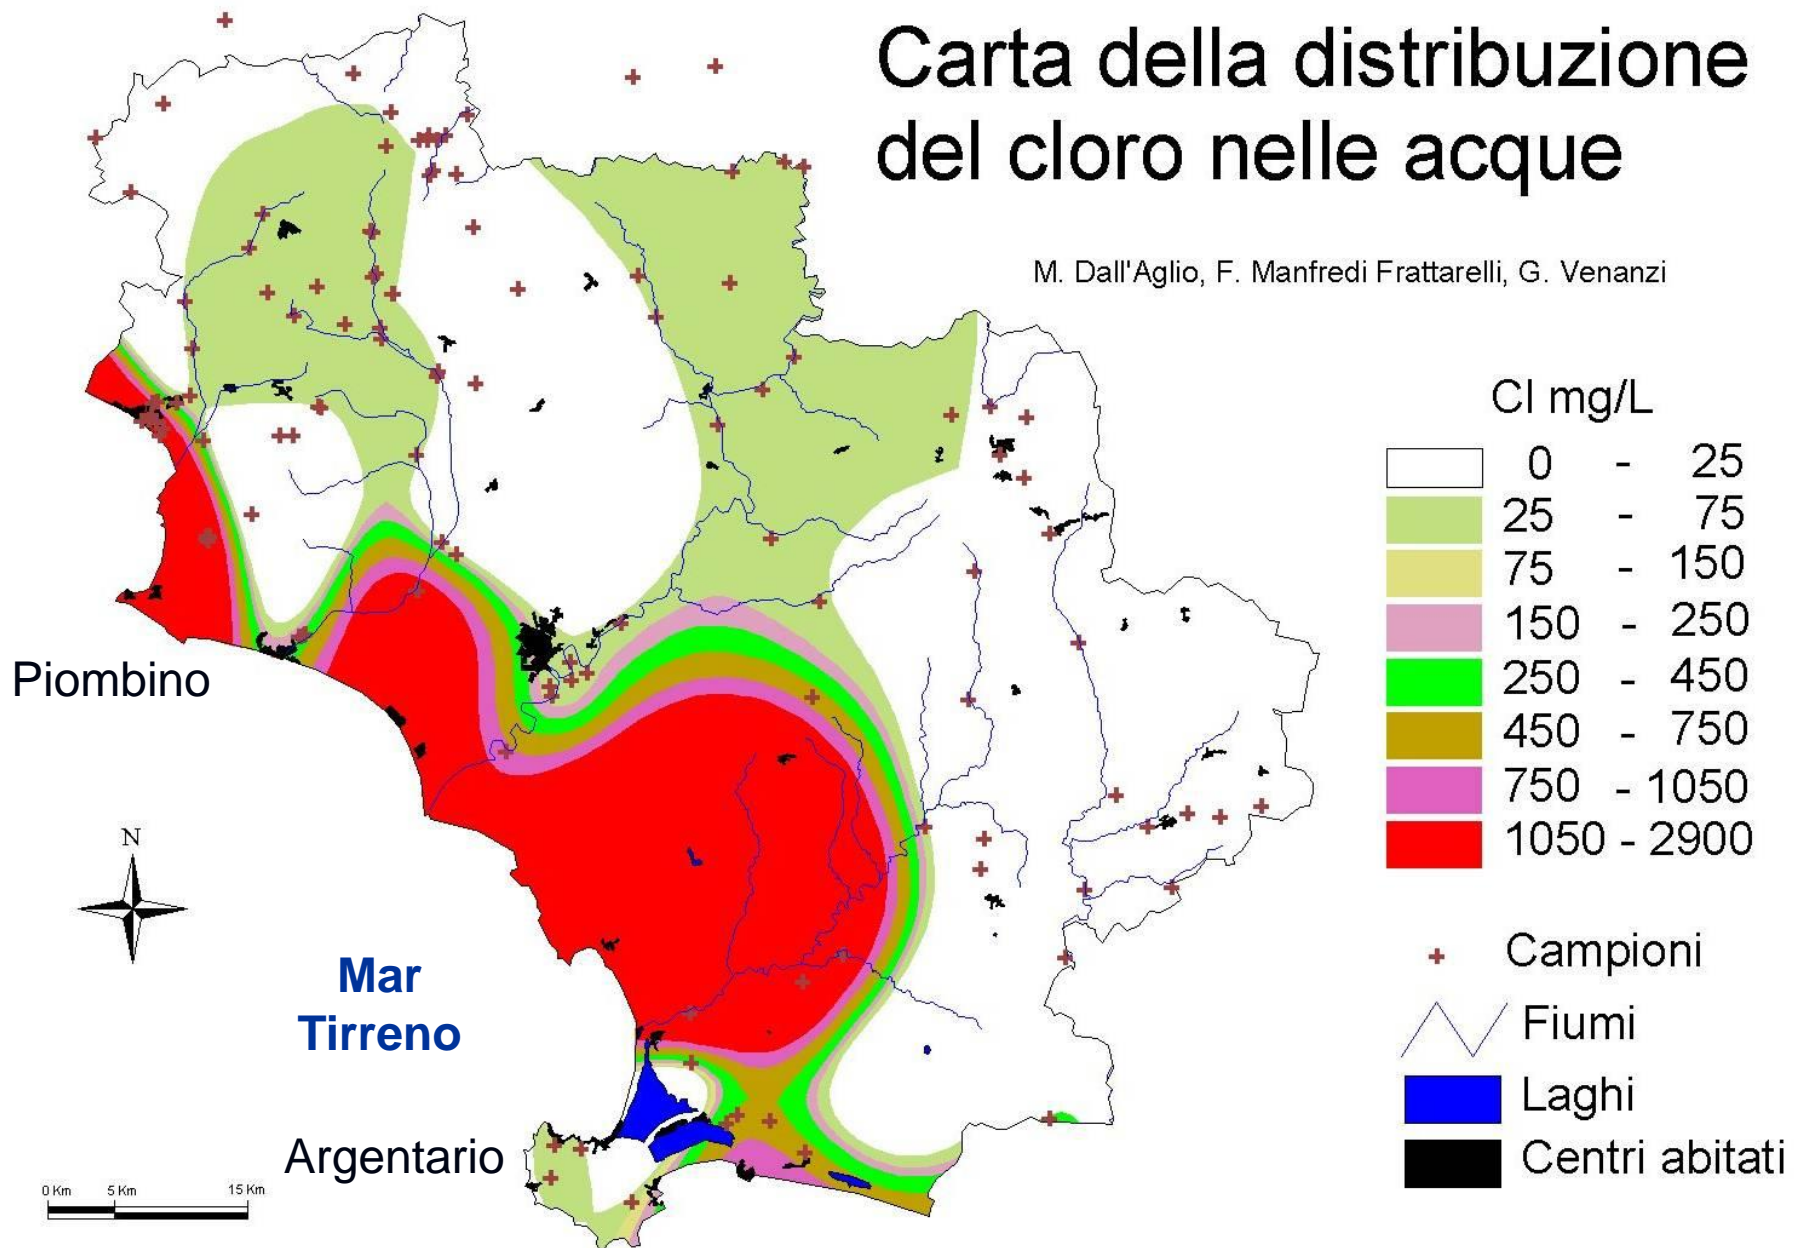 Carta della distribuzione
del cloro nelle acque
M. Dall'Aglio, F. Manfredi Frattarelli, G. Venanzi
Cl mg/L
0 - 25
25 - 75
75 - 150
150 - 250
250 - 450
450 - 750
750 - 1050
1050 - 2900
Campioni
Fiumi
Laghi
Centri abitati
Piombino
N
Mar
Tirreno
Argentario
0 Km 5 Km 15 Km